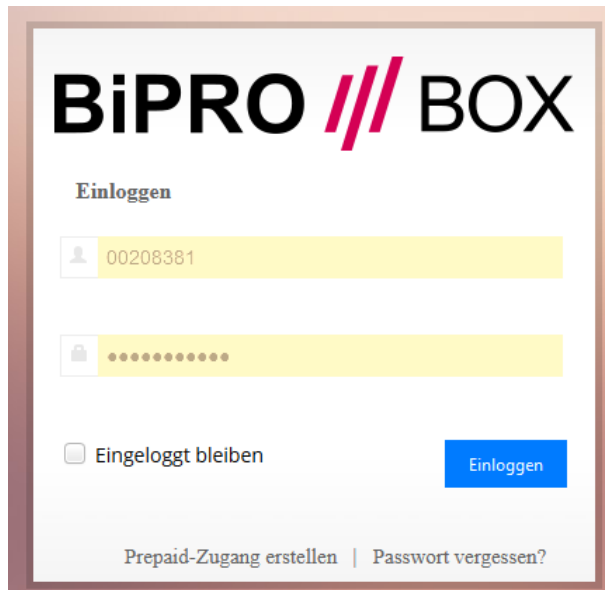 BiPRO /// BOX
Einloggen
00208381
●●●●●●●●●●●
Eingeloggt bleiben
Einloggen
Prepaid-Zugang erstellen | Passwort vergessen?